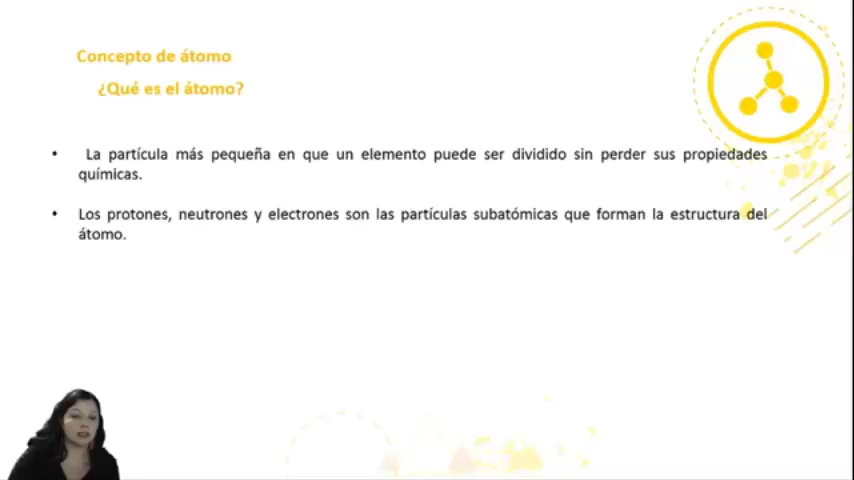 Concepto de átomo
¿Qué es el átomo?
• La partícula más pequeña en que un elemento puede ser dividido sin perder sus propiedades
químicas.
• Los protones, neutrones y electrones son las partículas subatómicas que forman la estructura del
átomo.